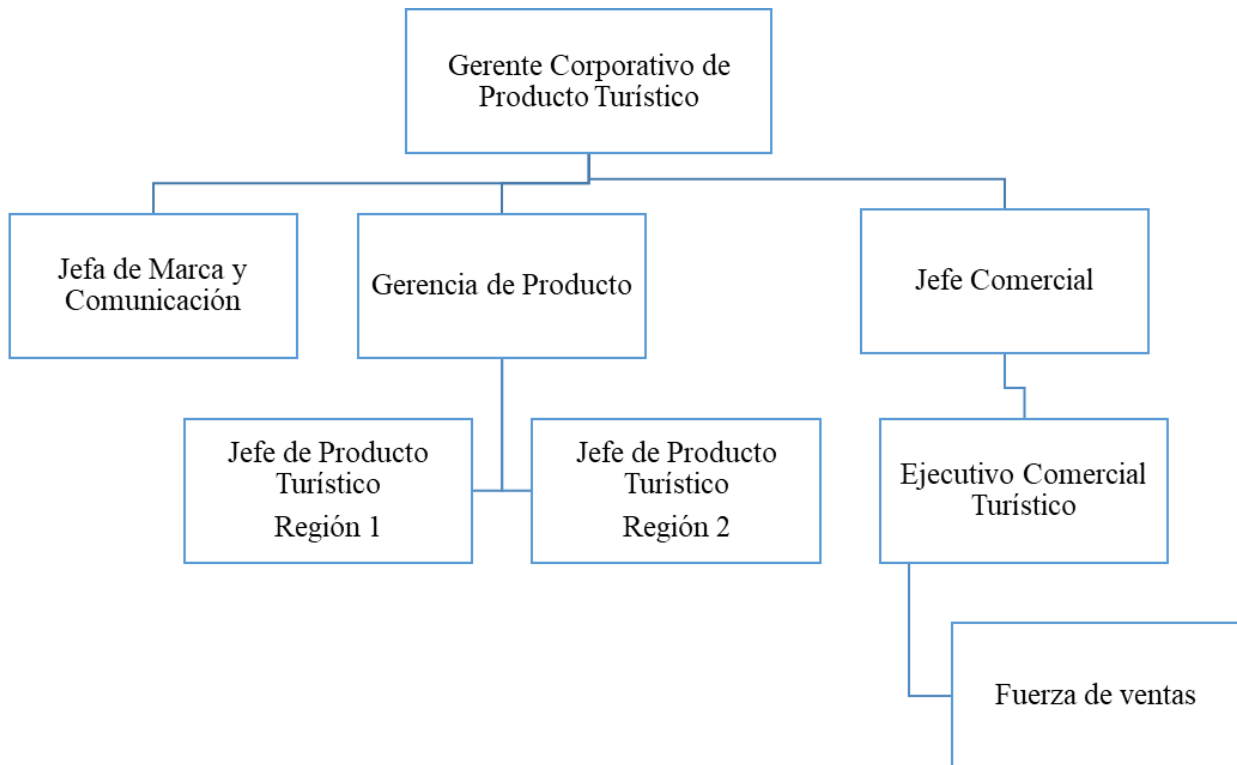 Gerente Corporativo de
Producto Turístico
Jefa de Marca y
Comunicación
Gerencia de Producto
Jefe Comercial
Jefe de Producto
Turístico
Región 1
Jefe de Producto
Turístico
Región 2
Ejecutivo Comercial
Turístico
Fuerza de ventas